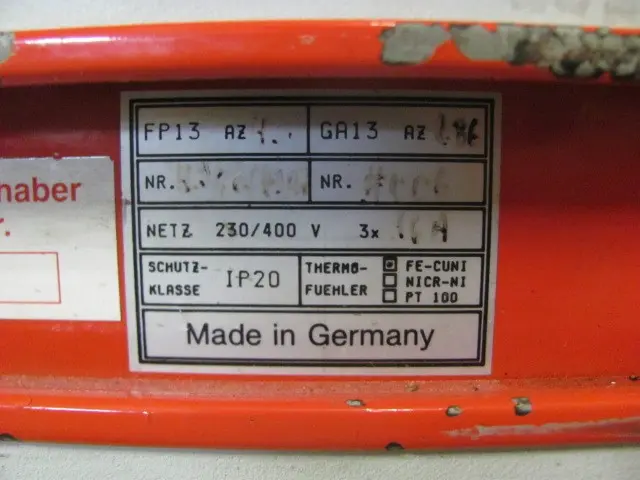 FP13 AZ
GA13 AZ
NR.
NR.
NETZ 230/400 V 3x
SCHUTZ-
KLASSE IP20
THERMO-
FUEHLER
FE-CUNI
NICR-NI
PT 100
Made in Germany
haber
r.